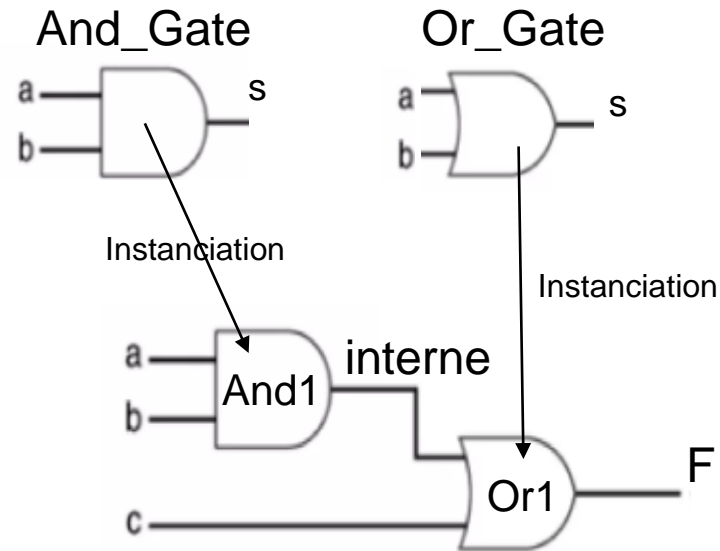 And_Gate
Or_Gate
a
b
s
a
b
s
Instanciation
Instanciation
a
b
And1
interne
c
Or1
F